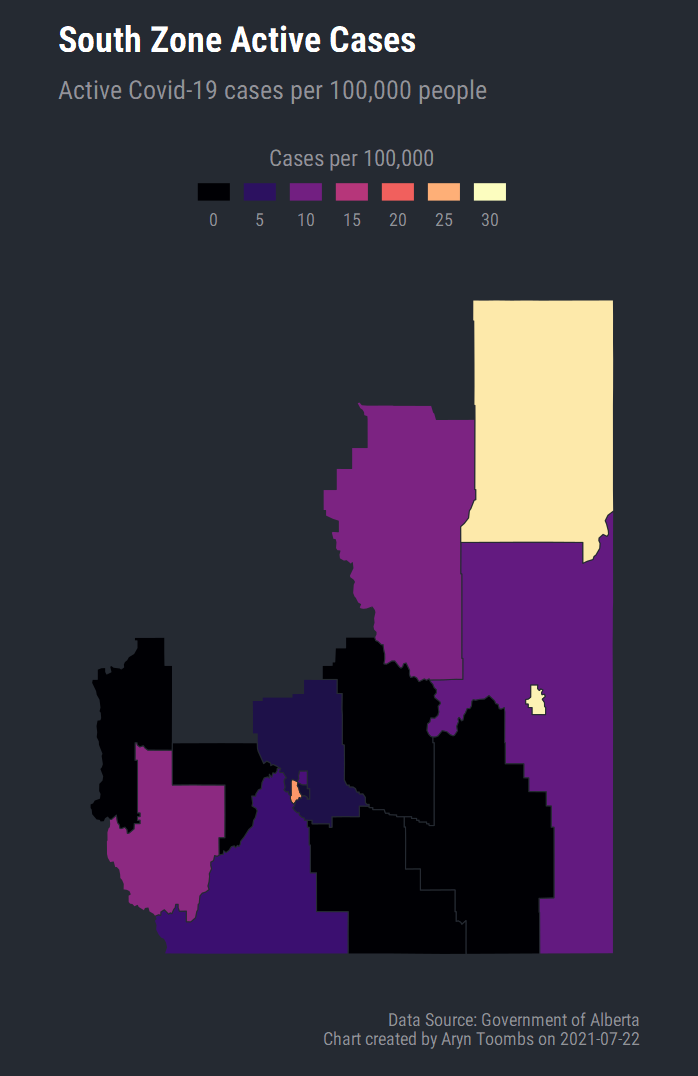 South Zone Active Cases
Active Covid-19 cases per 100,000 people
Cases per 100,000
0 5 10 15 20 25 30
Data Source: Government of Alberta
Chart created by Aryn Toombs on 2021-07-22